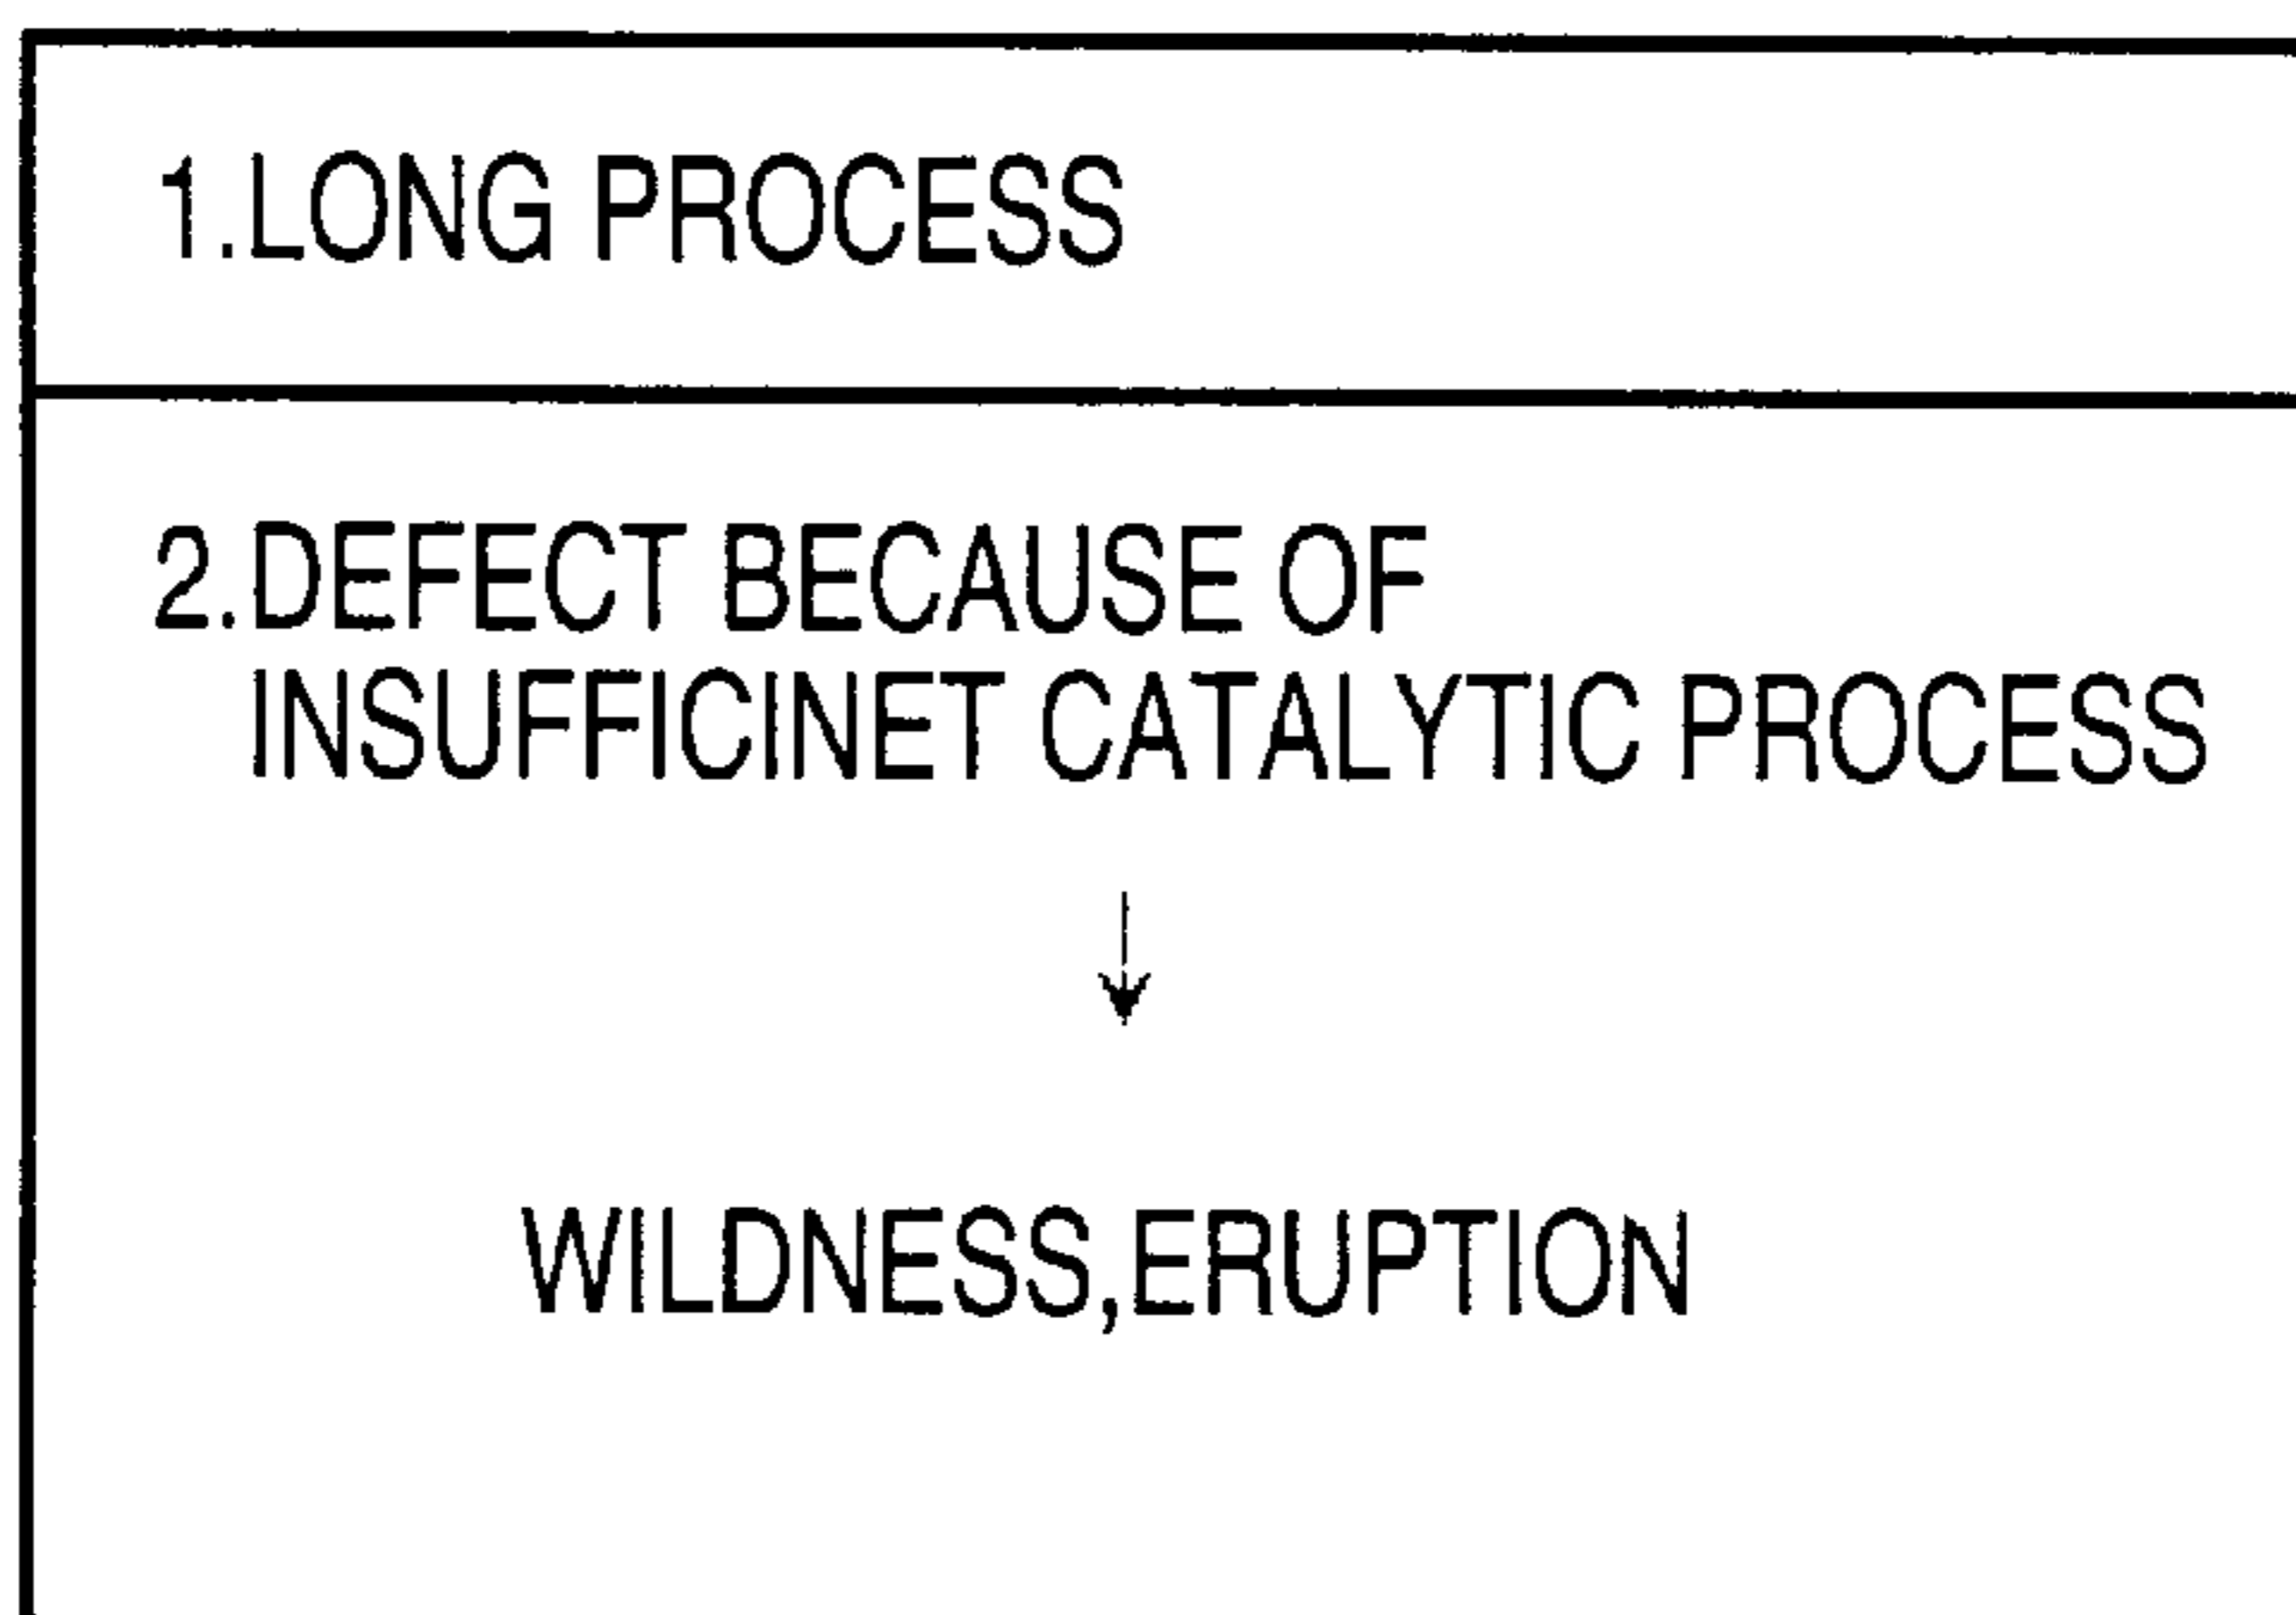 1.LONG PROCESS
2.DEFECT BECAUSE OF
INSUFFICINET CATALYTIC PROCESS
WILDNESS,ERUPTION